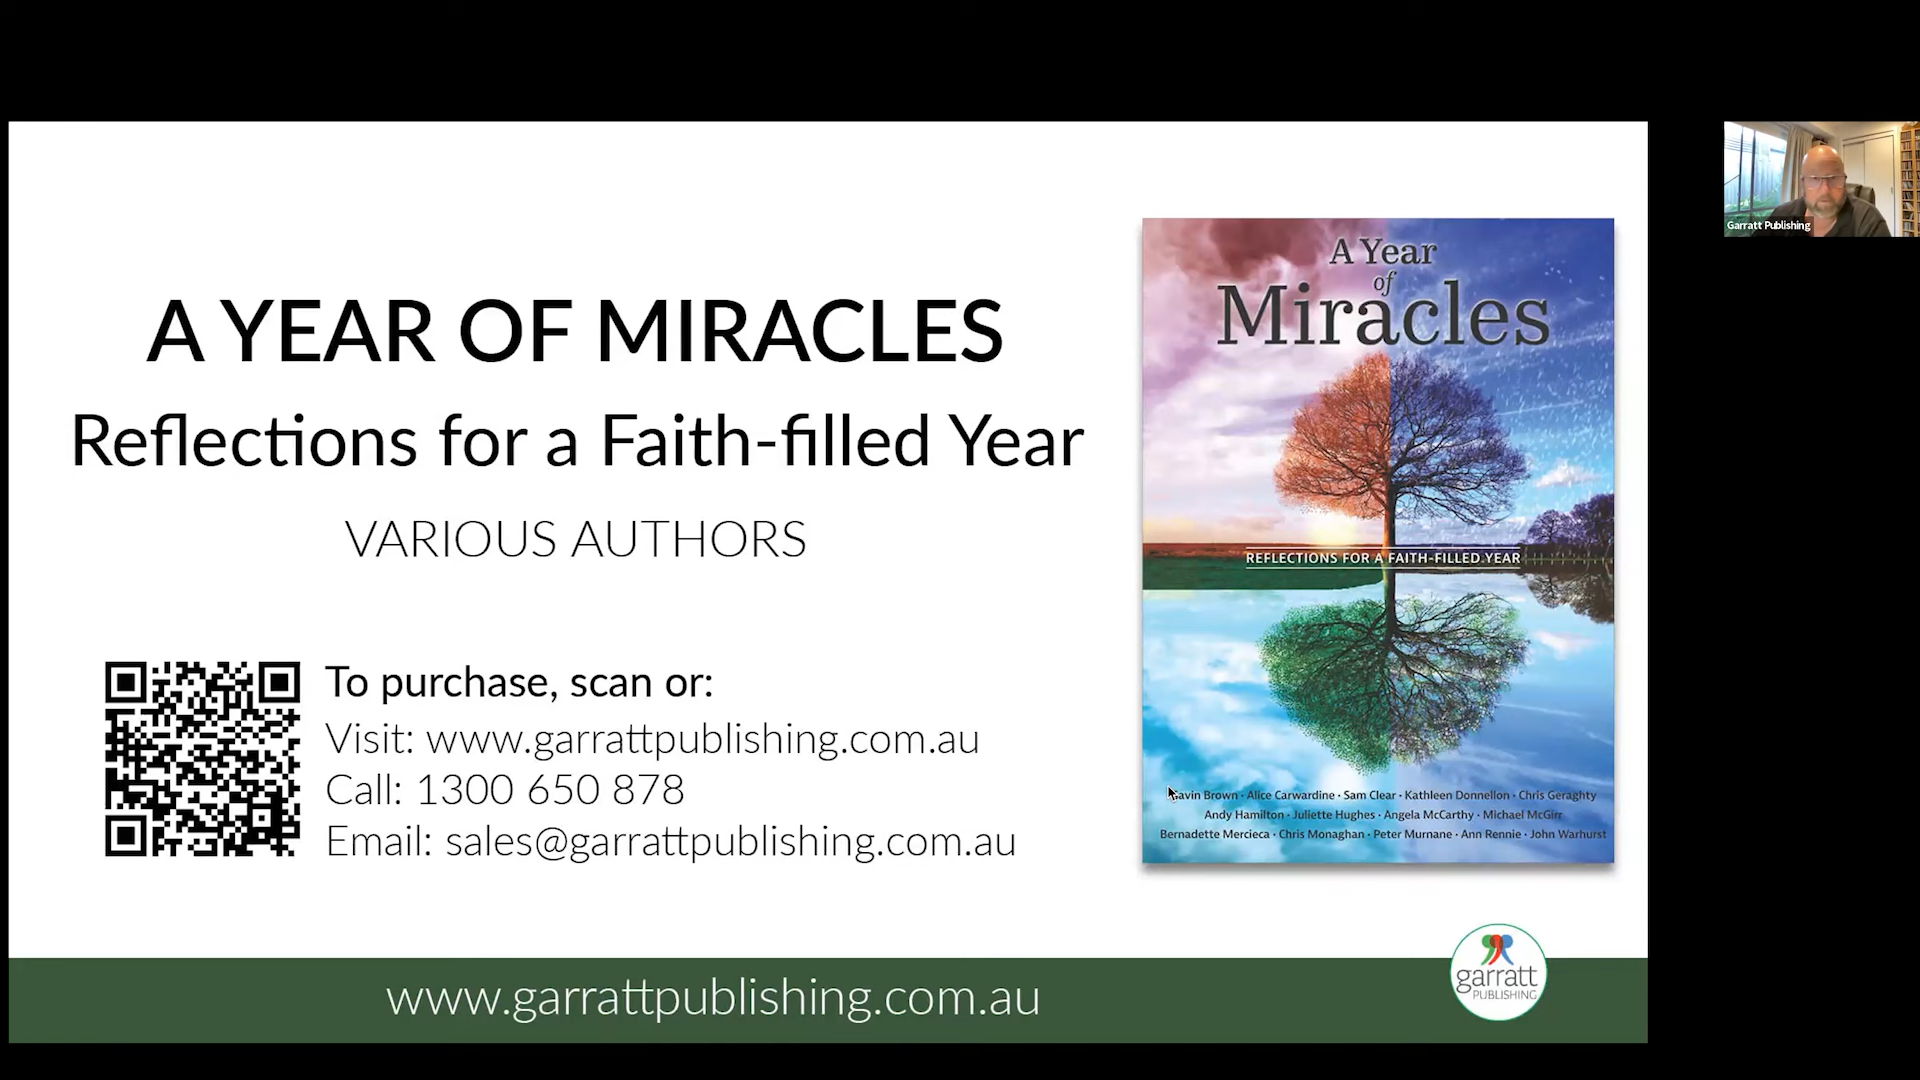 A YEAR OF MIRACLES
Reflections for a Faith-filled Year
VARIOUS AUTHORS
To purchase, scan or:
Visit: www.garrattpublishing.com.au
Call: 1300 650 878
Email: sales@garrattpublishing.com.au
A Year
of
Miracles
REFLECTIONS FOR A FAITH-FILLED YEAR
Gavin Brown · Alice Carwardine · Sam Clear · Kathleen Donnellon · Chris Geraghty
Andy Hamilton · Juliette Hughes · Angela McCarthy · Michael McGirr
Bernadette Mercieca · Chris Monaghan · Peter Murnane · Ann Rennie · John Warhurst
www.garrattpublishing.com.au
garratt
PUBLISHING
Garratt Publishing